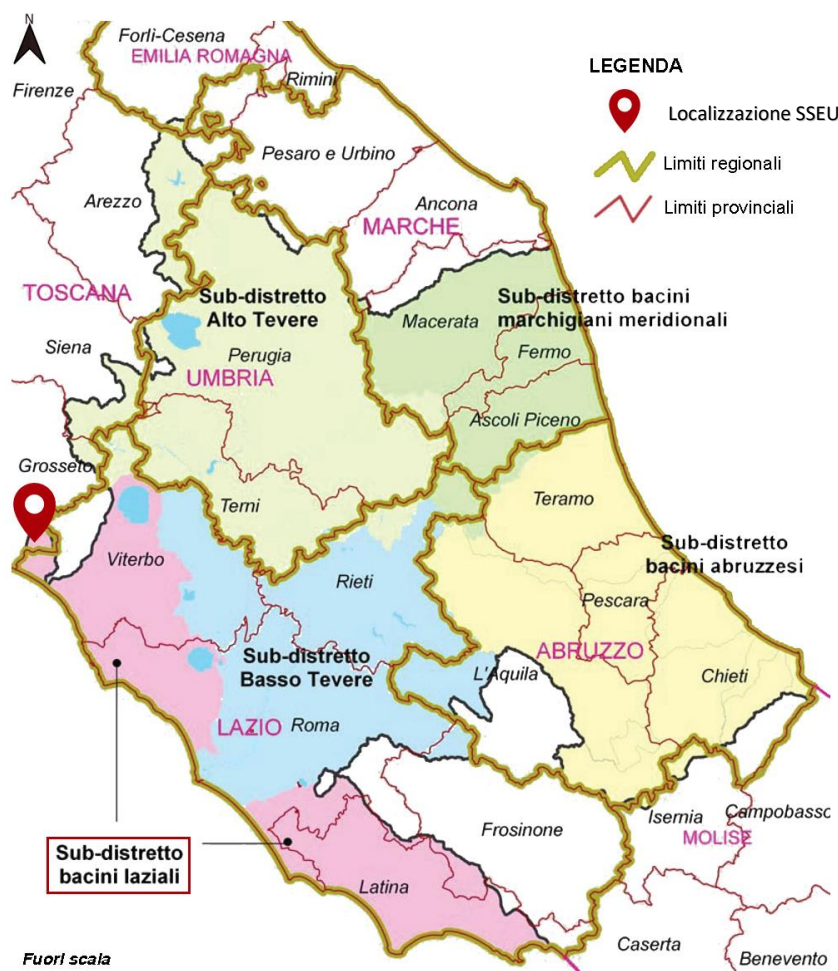 N
Forlì-Cesena
EMILIA ROMAGNA
Rimini
Firenze
LEGENDA
Localizzazione SSEU
Limiti regionali
Limiti provinciali
Pesaro e Urbino
Arezzo
Ancona
MARCHE
TOSCANA
Sub-distretto
Alto Tevere
Sub-distretto bacini
marchigiani meridionali
Macerata
Siena
Perugia
Fermo
UMBRIA
Ascoli Piceno
Grosseto
Terni
Teramo
Viterbo
Rieti
Sub-distretto
bacini abruzzesi
Pescara
Sub-distretto
Basso Tevere
L'Aquila
ABRUZZO
Chieti
LAZIO
Roma
Isernia
Campobasso
Frosinone
MOLISE
Sub-distretto
bacini laziali
Latina
Caserta
Benevento
Fuori scala